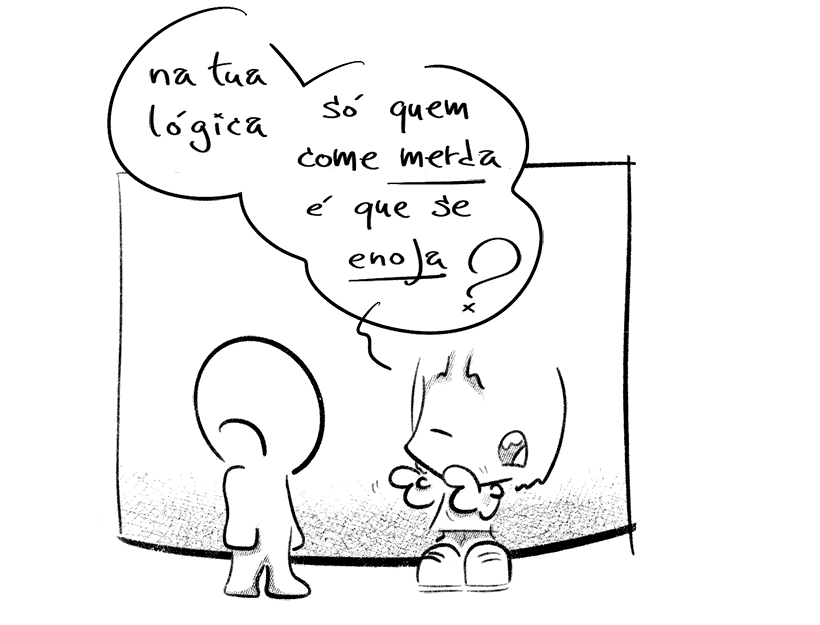 na tua
lógica
só quem
come merda
é que se
enoja?